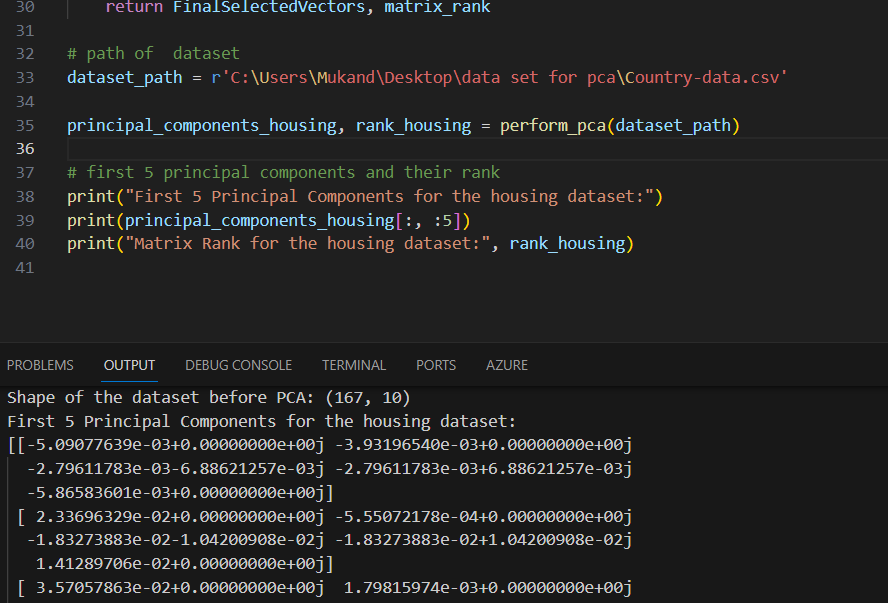 30 return FinalSelectedVectors, matrix_rank
31
32 # path of  dataset
33 dataset_path = r'C:\Users\Mukand\Desktop\data set for pca\Country-data.csv'
34
35 principal_components_housing, rank_housing = perform_pca(dataset_path)
36
37 # first 5 principal components and their rank
38 print("First 5 Principal Components for the housing dataset:")
39 print(principal_components_housing[:, :5])
40 print("Matrix Rank for the housing dataset:", rank_housing)
41
PROBLEMS OUTPUT DEBUG CONSOLE TERMINAL PORTS AZURE
Shape of the dataset before PCA: (167, 10)
First 5 Principal Components for the housing dataset:
[[-5.09077639e-03+0.00000000e+00j -3.93196540e-03+0.00000000e+00j
-2.79611783e-03-6.88621257e-03j -2.79611783e-03+6.88621257e-03j
-5.86583601e-03+0.00000000e+00j]
[ 2.33696329e-02+0.00000000e+00j -5.55072178e-04+0.00000000e+00j
-1.83273883e-02-1.04200908e-02j -1.83273883e-02+1.04200908e-02j
1.41289706e-02+0.00000000e+00j]
[ 3.57057863e-02+0.00000000e+00j  1.79815974e-03+0.00000000e+00j